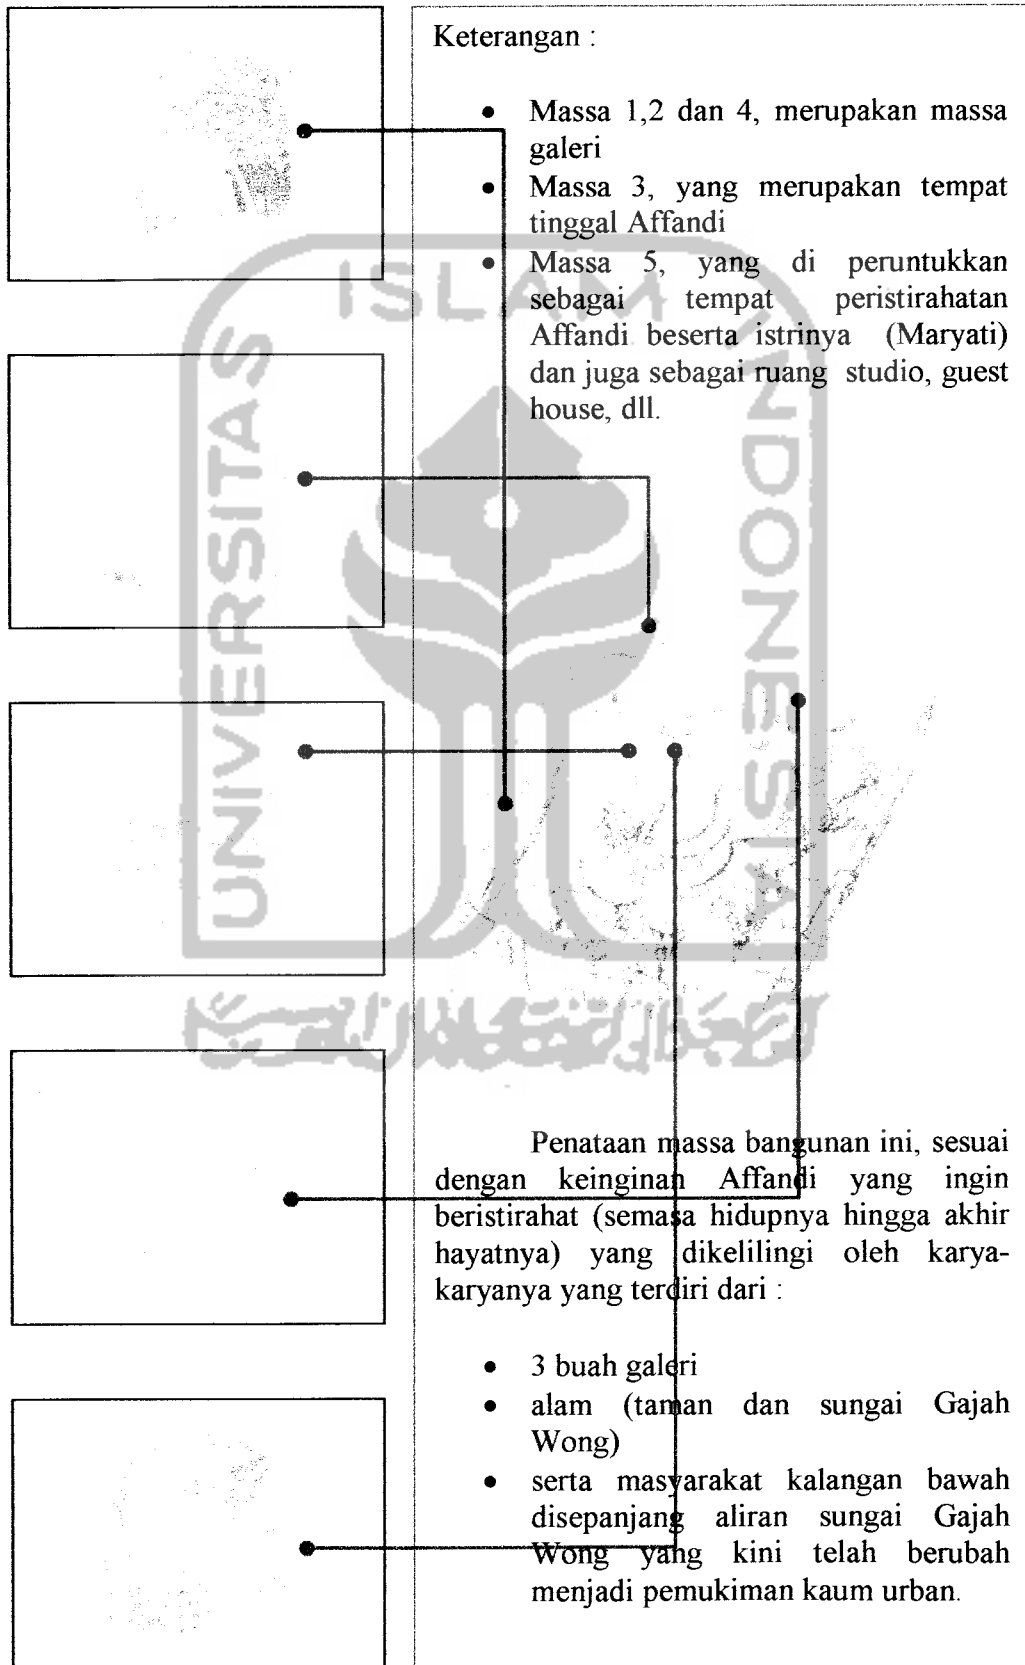 Keterangan :
• Massa 1,2 dan 4, merupakan massa
galeri
• Massa 3, yang merupakan tempat
tinggal Affandi
• Massa 5, yang di peruntukkan
sebagai tempat peristirahatan
Affandi beserta istrinya (Maryati)
dan juga sebagai ruang studio, guest
house, dll.
Penataan massa bangunan ini, sesuai
dengan keinginan Affandi yang ingin
beristirahat (semasa hidupnya hingga akhir
hayatnya) yang dikelilingi oleh karya-
karyanya yang terdiri dari :
• 3 buah galeri
• alam (taman dan sungai Gajah
Wong)
• serta masyarakat kalangan bawah
disepanjang aliran sungai Gajah
Wong yang kini telah berubah
menjadi pemukiman kaum urban.
UNIVERSITAS
ISLAM
INDONESIA